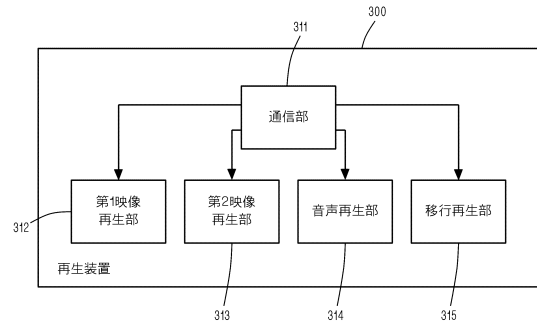 300
311
通信部
第1映像
再生部
第2映像
再生部
音声再生部
移行再生部
312
再生装置
313
314
315